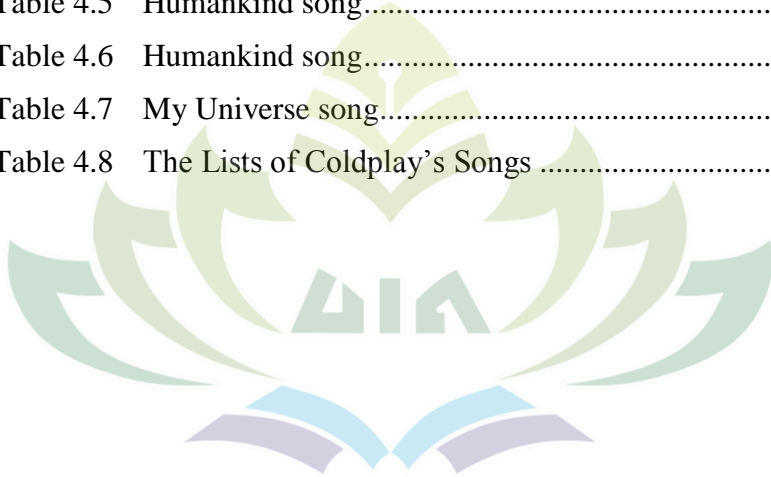 Table 4.5 Humankind song..............................................
Table 4.6 Humankind song..............................................
Table 4.7 My Universe song............................................
Table 4.8 The Lists of Coldplay’s Songs ..........................
UIN